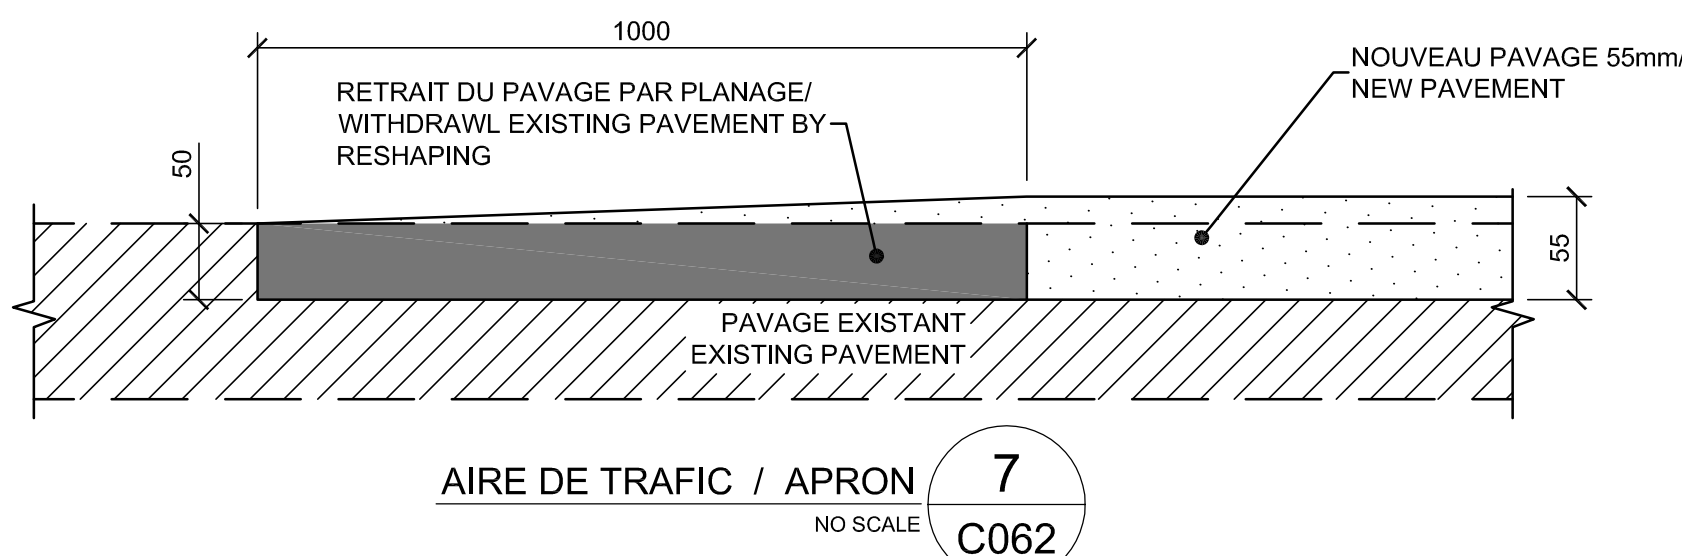 1000
NOUVEAU PAVAGE 55mm/
NEW PAVEMENT
RETRAIT DU PAVAGE PAR PLANAGE/
WITHDRAWL EXISTING PAVEMENT BY
RESHAPING
50
55
PAVAGE EXISTANT
EXISTING PAVEMENT
AIRE DE TRAFIC / APRON
NO SCALE
7
C062